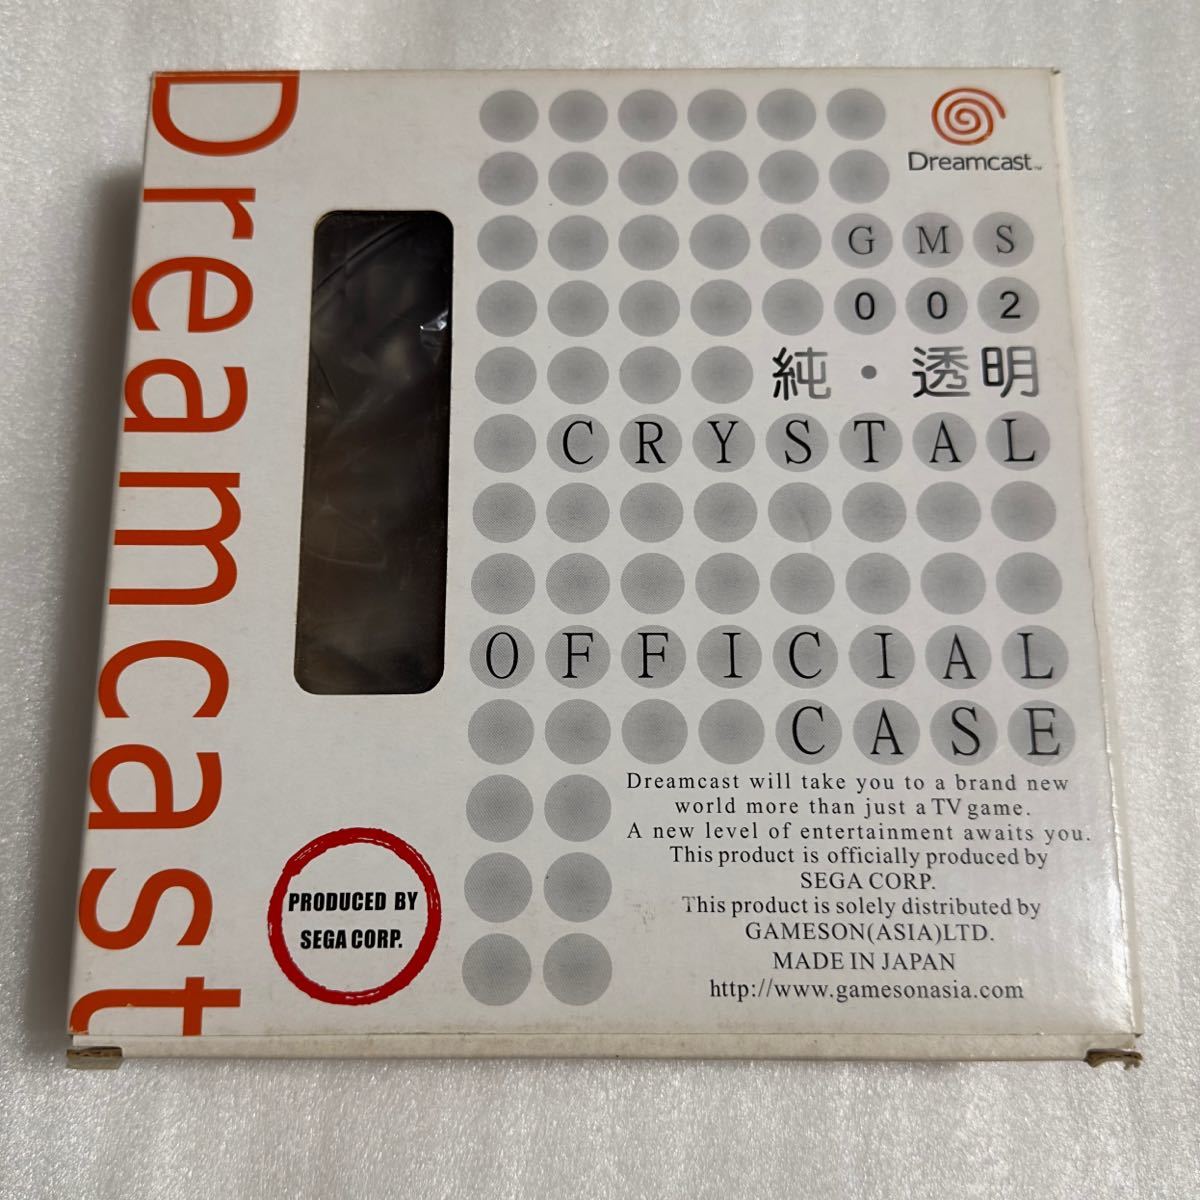 Dreamcast
Dreamcast™
GMS
002
純・透明
CRYSTAL
OFFICIAL
CASE
Dreamcast will take you to a brand new
world more than just a TV game.
A new level of entertainment awaits you.
This product is officially produced by
SEGA CORP.
This product is solely distributed by
GAMESON(ASIA)LTD.
MADE IN JAPAN
http://www.gamesonasia.com
PRODUCED BY
SEGA CORP.